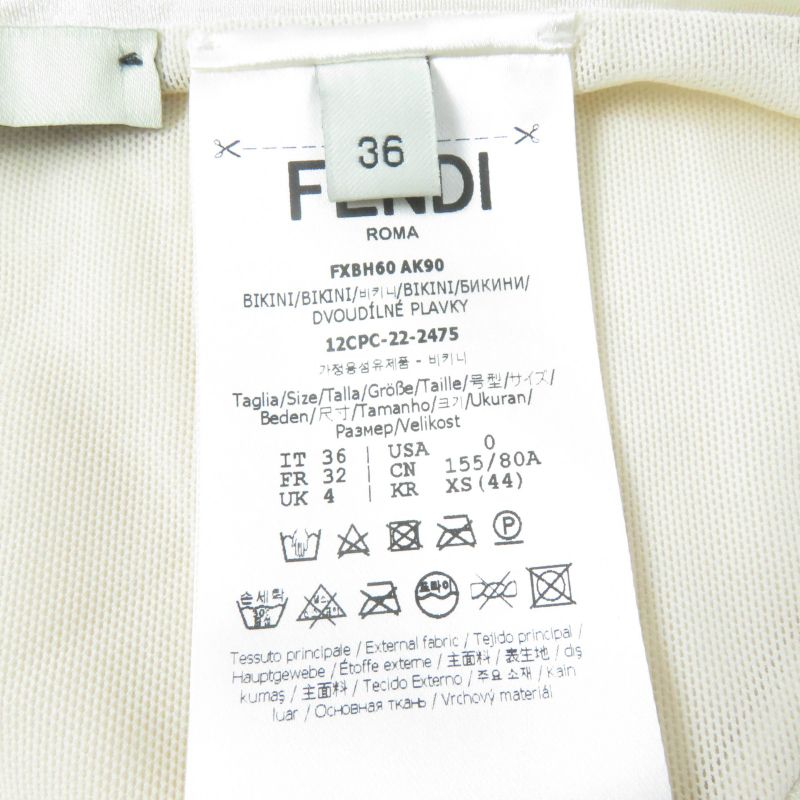 36
FENDI
ROMA
FXBH60 AK90
BIKINI/BIKINI/비키니/BIKINI/БИКИНИ/
DVOUDÍLNÉ PLAVKY
12CPC-22-2475
가정용섬유제품 - 비키니
Taglia/Size/Talla/Größe/Taille/号型/サイズ/
Beden/尺寸/Tamanho/크기/Ukuran/
Размер/Velikost
IT 36 | USA 0
FR 32 | CN 155/80A
UK 4 | KR XS(44)
P
손세탁
30
드라이
Tessuto principale / External fabric / Tejido principal /
Hauptgewebe / Étoffe externe / 主面料 / 表生地 / dış
kumaş / 主面料 / Tecido Externo / 주요 소재 / kain
luar / Основная ткань / Vrchový materiál